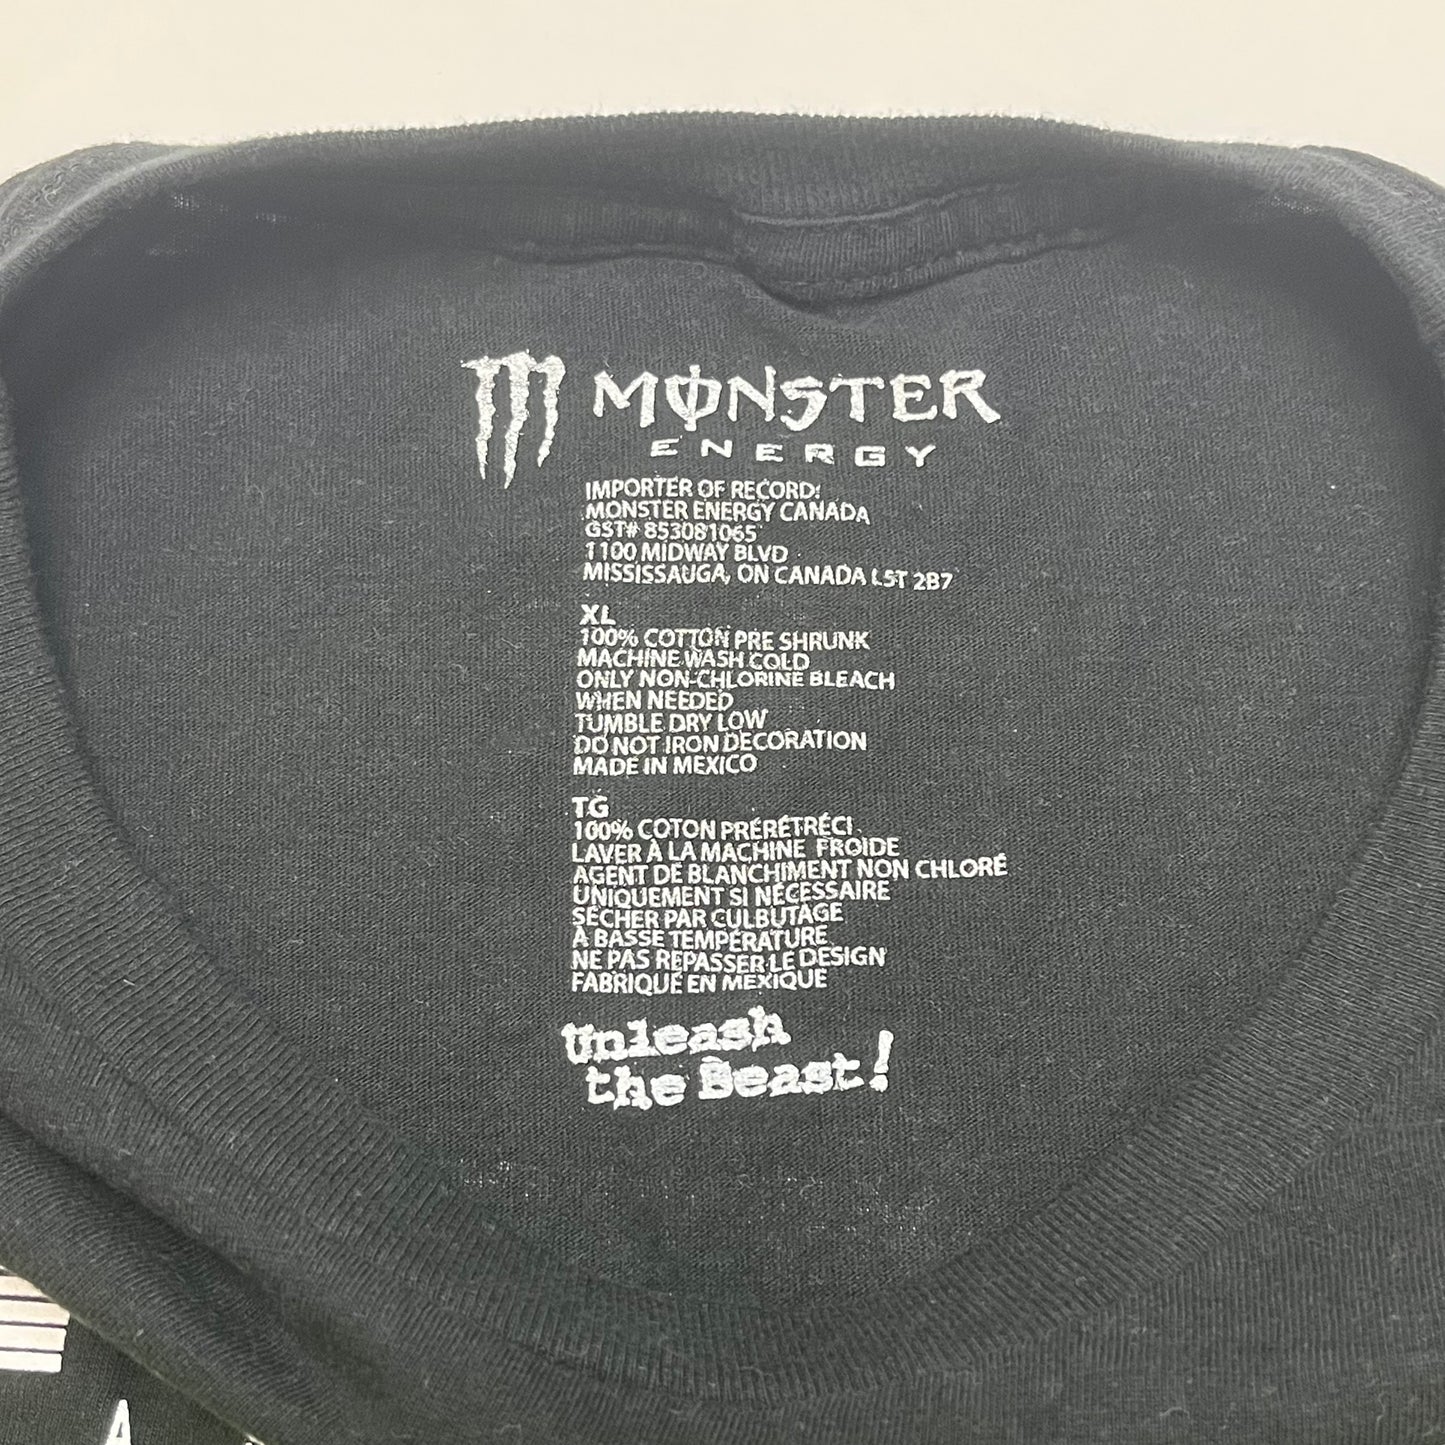 MONSTER
ENERGY
IMPORTER OF RECORD:
MONSTER ENERGY CANADA
GST# 853081065
1100 MIDWAY BLVD
MISSISSAUGA, ON CANADA L5T 2B7
XL
100% COTTON PRE SHRUNK
MACHINE WASH COLD
ONLY NON-CHLORINE BLEACH
WHEN NEEDED
TUMBLE DRY LOW
DO NOT IRON DECORATION
MADE IN MEXICO
TG
100% COTON PRÉRÉTRÉCI
LAVER À LA MACHINE FROIDE
AGENT DE BLANCHIMENT NON CHLORÉ
UNIQUEMENT SI NÉCESSAIRE
SÉCHER PAR CULBUTAGE
À BASSE TEMPÉRATURE
NE PAS REPASSER LE DESIGN
FABRIQUÉ EN MEXIQUE
Unleash
the Beast!
A